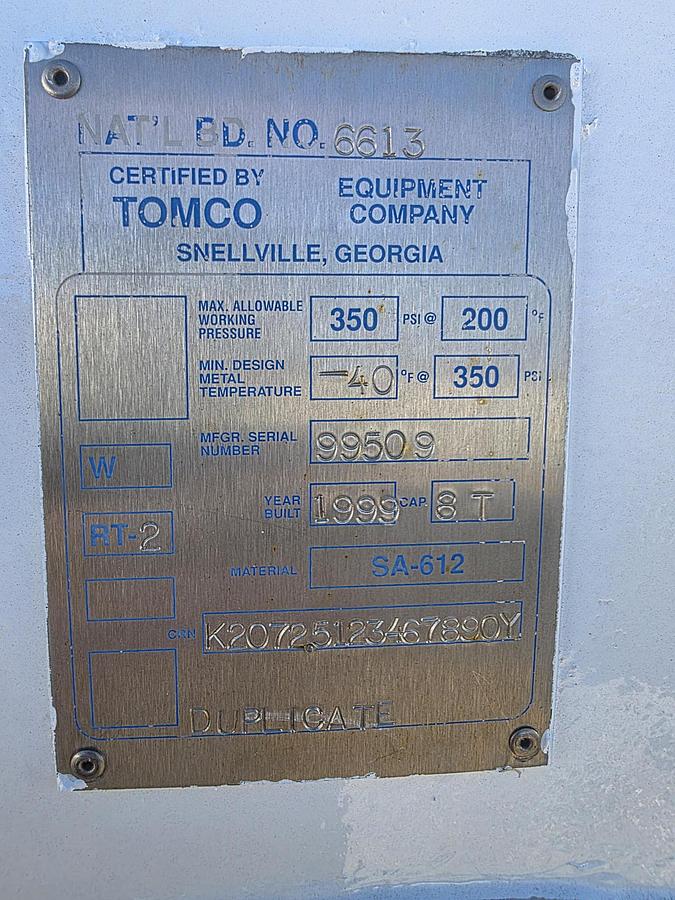 NAT'L BD. NO. 6613
CERTIFIED BY
TOMCO EQUIPMENT COMPANY
SNELLVILLE, GEORGIA
MAX. ALLOWABLE WORKING PRESSURE 350 PSI @ 200 °F
MIN. DESIGN METAL TEMPERATURE -40 °F @ 350 PSI
MFGR. SERIAL NUMBER 99509
W
YEAR BUILT 1999 CAP. 8 T
RT-2
MATERIAL SA-612
CRN K2072.5123467890Y
DUPLICATE